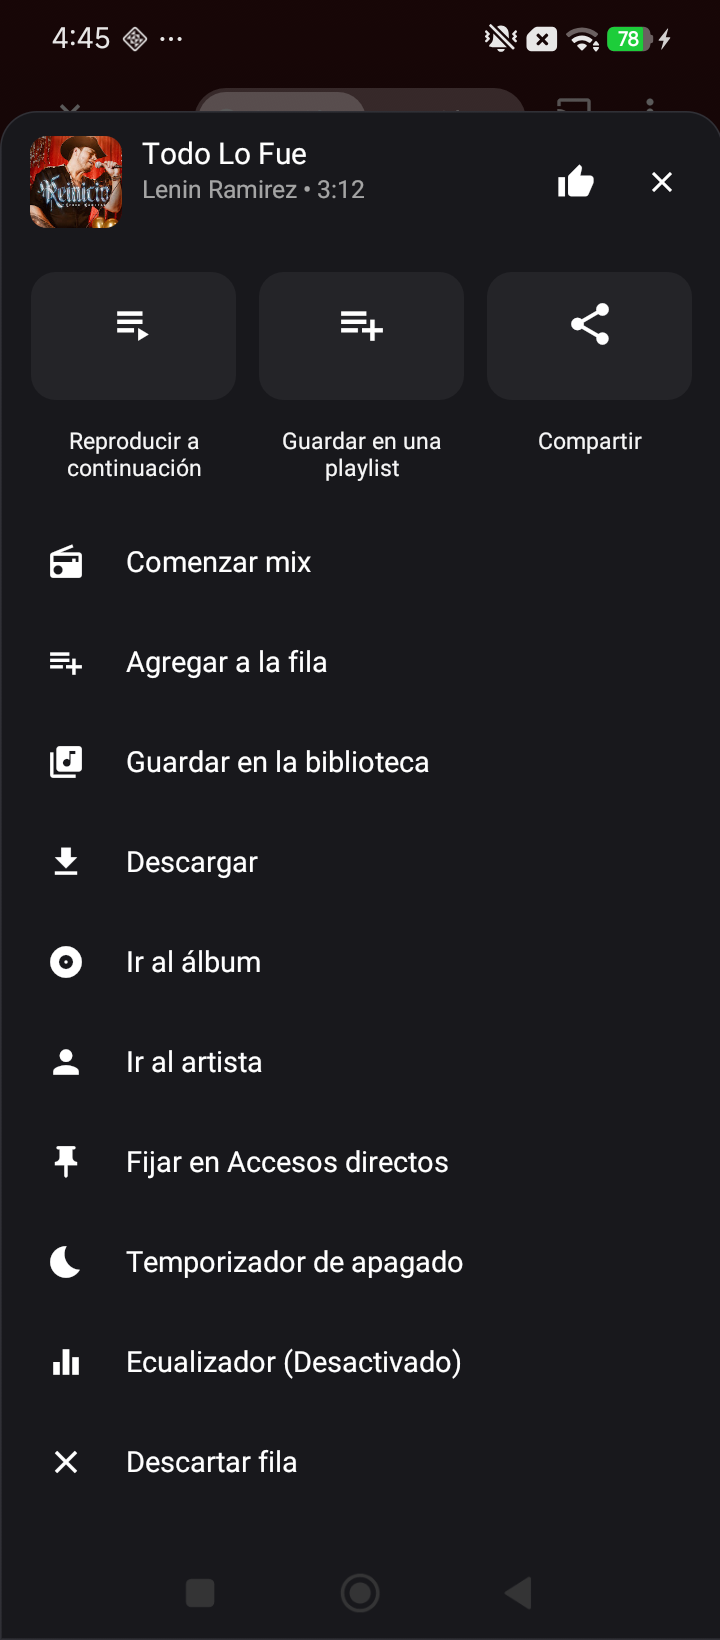 4:45
78
Todo Lo Fue
Lenin Ramirez • 3:12
Reinicio
Reproducir a
continuación
Guardar en una
playlist
Compartir
Comenzar mix
Agregar a la fila
Guardar en la biblioteca
Descargar
Ir al álbum
Ir al artista
Fijar en Accesos directos
Temporizador de apagado
Ecualizador (Desactivado)
Descartar fila